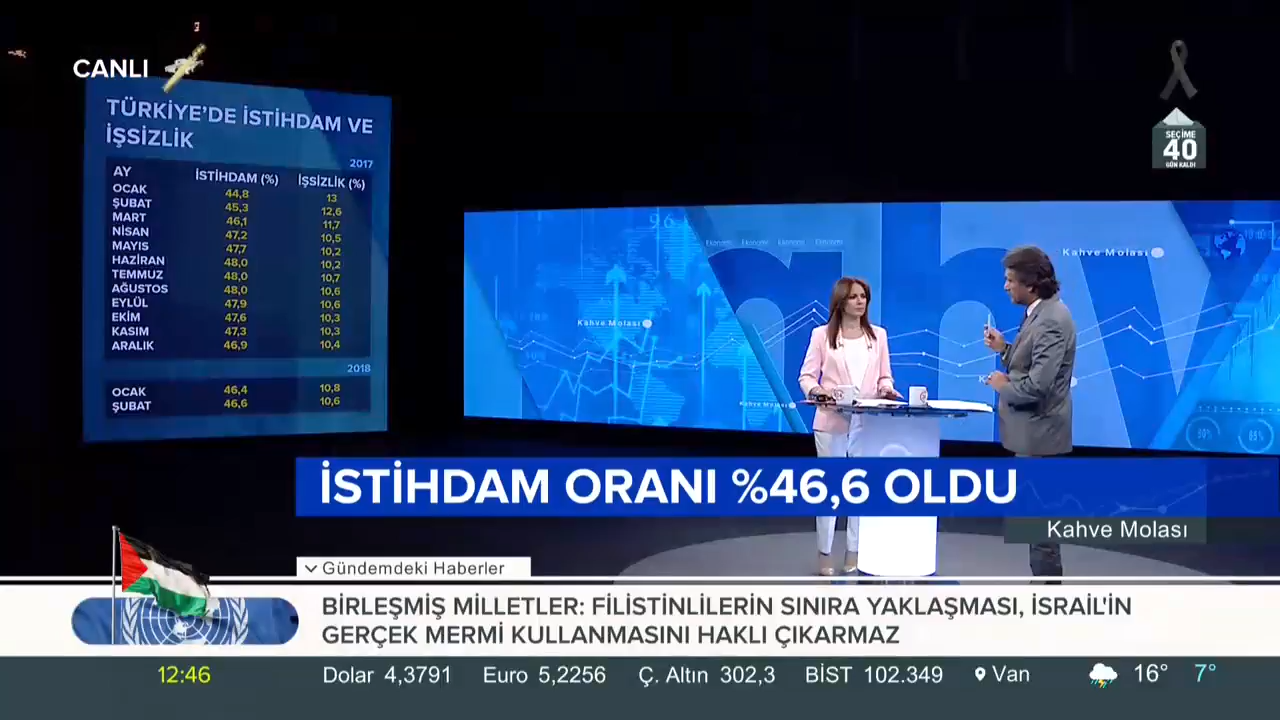 CANLI
TÜRKİYE'DE İSTİHDAM VE
İŞSİZLİK
2017
AY İSTİHDAM (%) İŞSİZLİK (%)
OCAK 44,8 13
ŞUBAT 45,3 12,6
MART 46,1 11,7
NİSAN 47,2 10,5
MAYIS 47,7 10,2
HAZİRAN 48,0 10,2
TEMMUZ 48,0 10,7
AĞUSTOS 48,0 10,6
EYLÜL 47,9 10,6
EKİM 47,6 10,3
KASIM 47,3 10,3
ARALIK 46,9 10,4
2018
OCAK 46,4 10,8
ŞUBAT 46,6 10,6
SEÇİME
40
GÜN KALDI
96
Ekonomi Ekonomi Ekonomi Ekonomi
Kahve Molası
Kahve Molası
Kahve Molası
İSTİHDAM ORANI %46,6 OLDU
Kahve Molası
Gündemdeki Haberler
BİRLEŞMİŞ MİLLETLER: FİLİSTİNLİLERİN SINIRA YAKLAŞMASI, İSRAİL'İN
GERÇEK MERMİ KULLANMASINI HAKLI ÇIKARMAZ
12:46 Dolar 4,3791 Euro 5,2256 Ç. Altın 302,3 BİST 102.349 Van 16° 7°